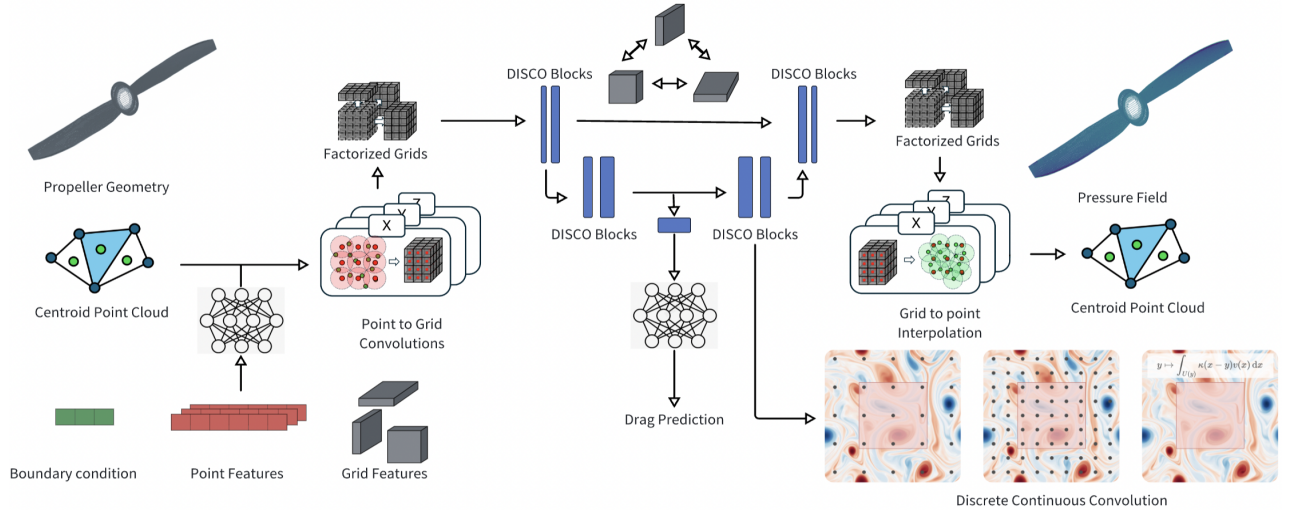 DISCO Blocks
DISCO Blocks
Factorized Grids
Factorized Grids
Propeller Geometry
Pressure Field
Z
Y
X
Z
Y
X
DISCO Blocks
DISCO Blocks
Centroid Point Cloud
Point to Grid
Convolutions
Grid to point
Interpolation
Centroid Point Cloud
y ↦ ∫_{U(y)} κ(x − y)v(x) dx
Drag Prediction
Boundary condition
Point Features
Grid Features
Discrete Continuous Convolution